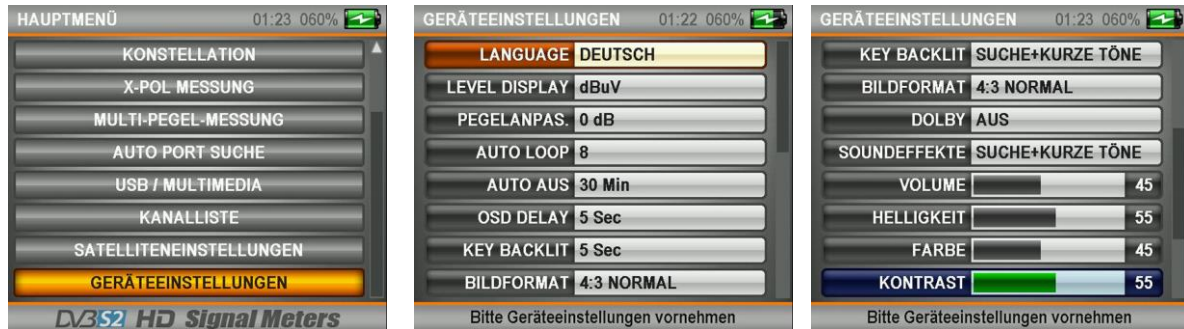 HAUPTMENÜ 01:23 060%
KONSTELLATION
X-POL MESSUNG
MULTI-PEGEL-MESSUNG
AUTO PORT SUCHE
USB / MULTIMEDIA
KANALLISTE
SATELLITENEINSTELLUNGEN
GERÄTEEINSTELLUNGEN
DVB S2 HD Signal Meters
GERÄTEEINSTELLUNGEN 01:22 060%
LANGUAGE DEUTSCH
LEVEL DISPLAY dBuV
PEGELANPAS. 0 dB
AUTO LOOP 8
AUTO AUS 30 Min
OSD DELAY 5 Sec
KEY BACKLIT 5 Sec
BILDFORMAT 4:3 NORMAL
Bitte Geräteeinstellungen vornehmen
GERÄTEEINSTELLUNGEN 01:23 060%
KEY BACKLIT SUCHE+KURZE TÖNE
BILDFORMAT 4:3 NORMAL
DOLBY AUS
SOUNDEFFEKTE SUCHE+KURZE TÖNE
VOLUME 45
HELLIGKEIT 55
FARBE 45
KONTRAST 55
Bitte Geräteeinstellungen vornehmen